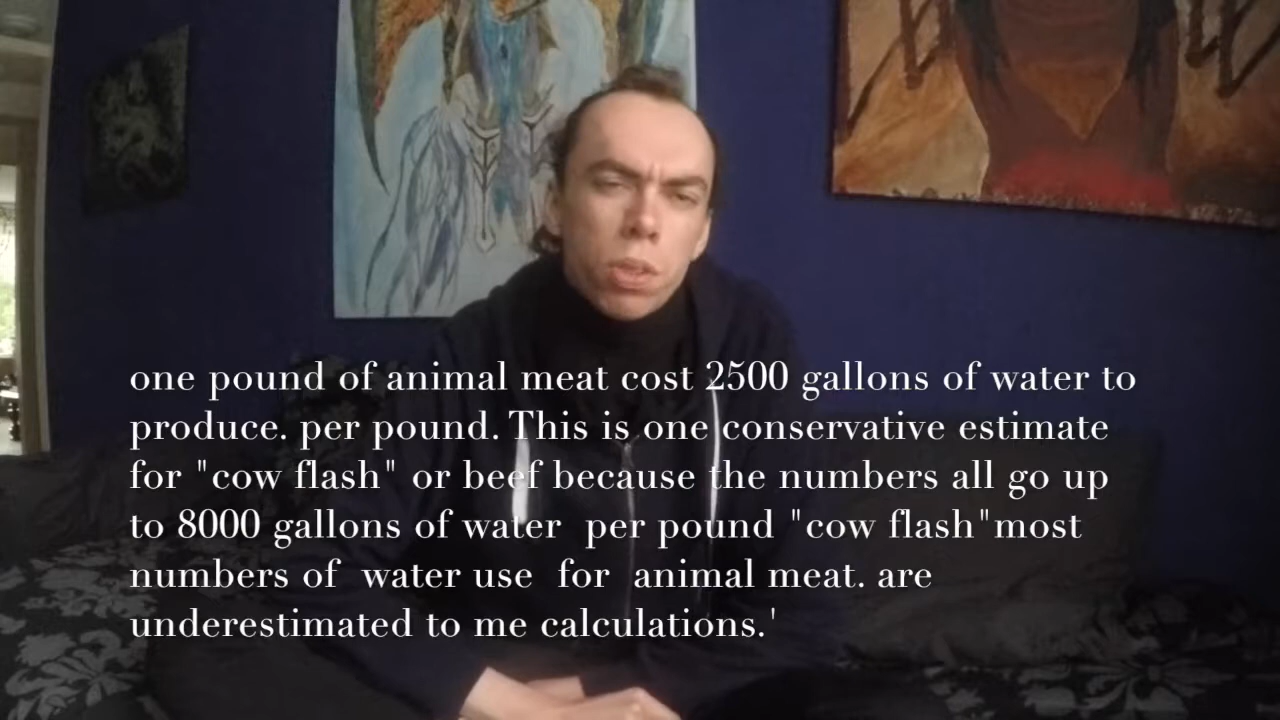 one pound of animal meat cost 2500 gallons of water to
produce. per pound. This is one conservative estimate
for "cow flash" or beef because the numbers all go up
to 8000 gallons of water  per pound "cow flash"most
numbers of  water use  for  animal meat. are
underestimated to me calculations.'